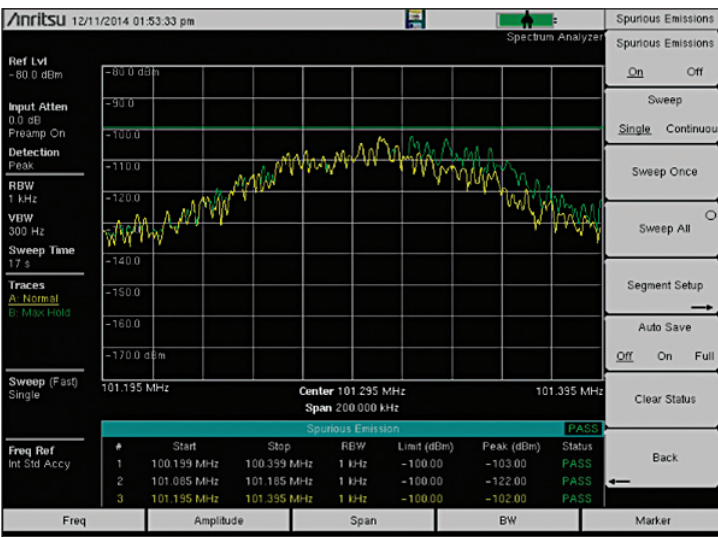 Anritsu 12/11/2014 01:53:33 pm
Spectrum Analyzer
Ref Lvl
-80.0 dBm
Input Atten
0.0 dB
Preamp On
Detection
Peak
RBW
1 kHz
VBW
300 Hz
Sweep Time
17 s
Traces
A: Normal
B: Max Hold
Sweep (Fast)
Single
Freq Ref
Int Std Accy
-80.0 dBm
-90.0
-100.0
-110.0
-120.0
-140.0
-150.0
-160.0
-170.0 dBm
101.195 MHz
Center 101.295 MHz
101.395 MHz
Span 200.000 kHz
Spurious Emission PASS
# Start Stop RBW Limit (dBm) Peak (dBm) Status
1 100.199 MHz 100.399 MHz 1 kHz -100.00 -103.00 PASS
2 101.085 MHz 101.185 MHz 1 kHz -100.00 -122.00 PASS
3 101.195 MHz 101.395 MHz 1 kHz -100.00 -102.00 PASS
Spurious Emissions
Spurious Emissions
On Off
Sweep
Single Continuou
Sweep Once
Sweep All
Segment Setup
Auto Save
Off On Full
Clear Status
Back
Freq Amplitude Span BW Marker